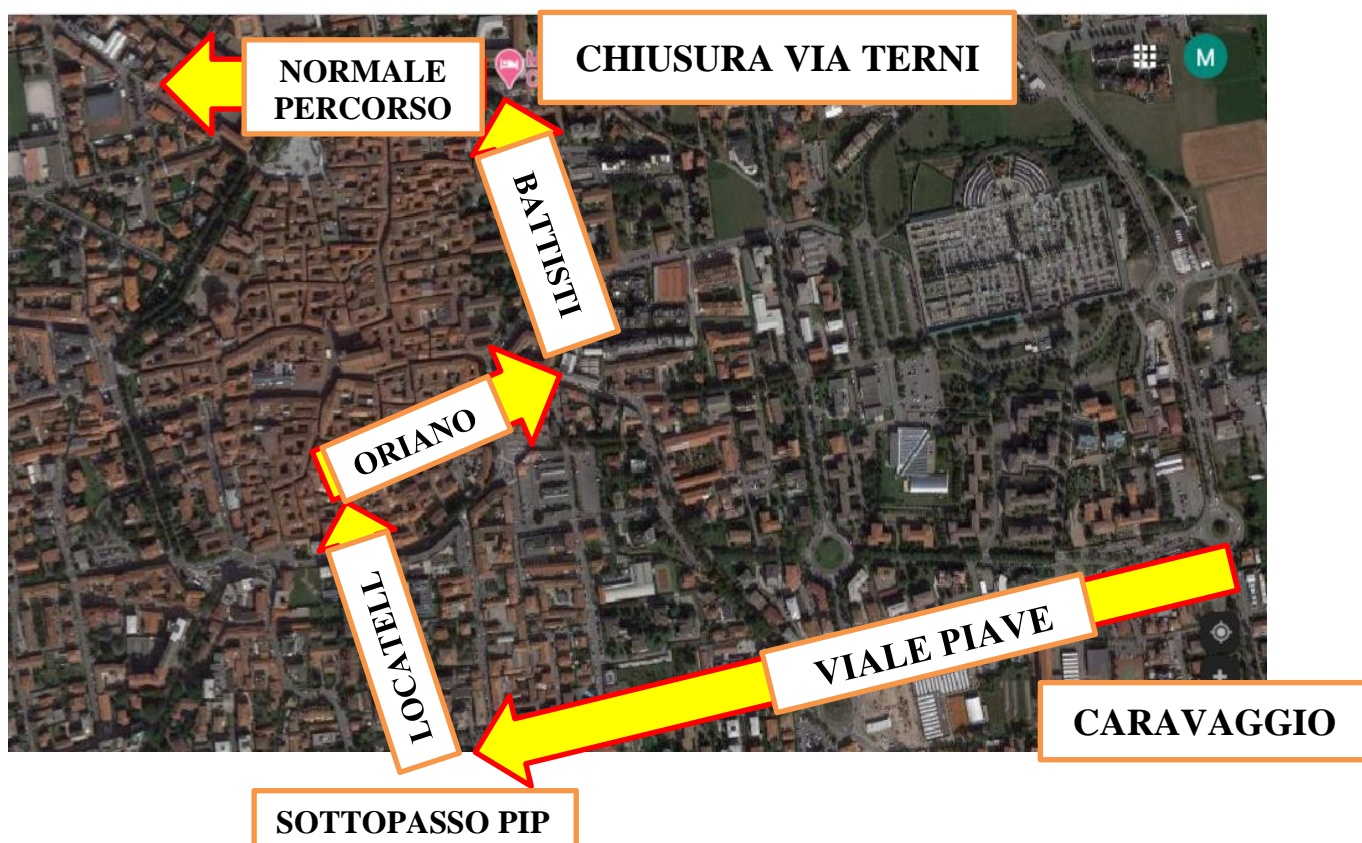 CHIUSURA VIA TERNI
NORMALE
PERCORSO
BATTISTI
ORIANO
LOCATELL
VIALE PIAVE
CARAVAGGIO
SOTTOPASSO PIP
M